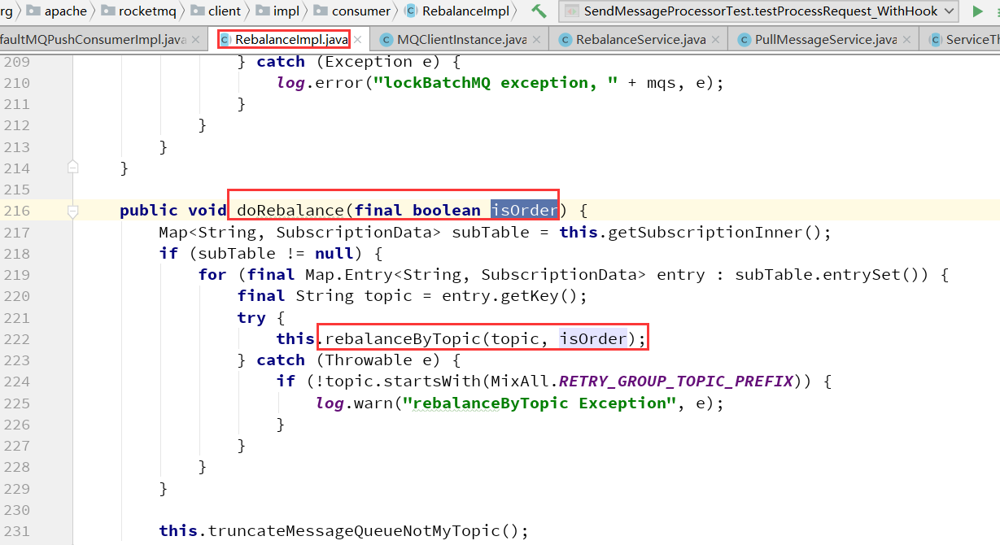 rg apache rocketmq client impl consumer RebalanceImpl SendMessageProcessorTest.testProcessRequest_WithHook
faultMQPushConsumerImpl.java RebalanceImpl.java MQClientInstance.java RebalanceService.java PullMessageService.java ServiceTh
209 } catch (Exception e) {
210 log.error("lockBatchMQ exception, " + mqs, e);
211 }
212 }
213 }
214 }
215
216 public void doRebalance(final boolean isOrder) {
217 Map<String, SubscriptionData> subTable = this.getSubscriptionInner();
218 if (subTable != null) {
219 for (final Map.Entry<String, SubscriptionData> entry : subTable.entrySet()) {
220 final String topic = entry.getKey();
221 try {
222 this.rebalanceByTopic(topic, isOrder);
223 } catch (Throwable e) {
224 if (!topic.startsWith(MixAll.RETRY_GROUP_TOPIC_PREFIX)) {
225 log.warn("rebalanceByTopic Exception", e);
226 }
227 }
228 }
229 }
230
231 this.truncateMessageQueueNotMyTopic();